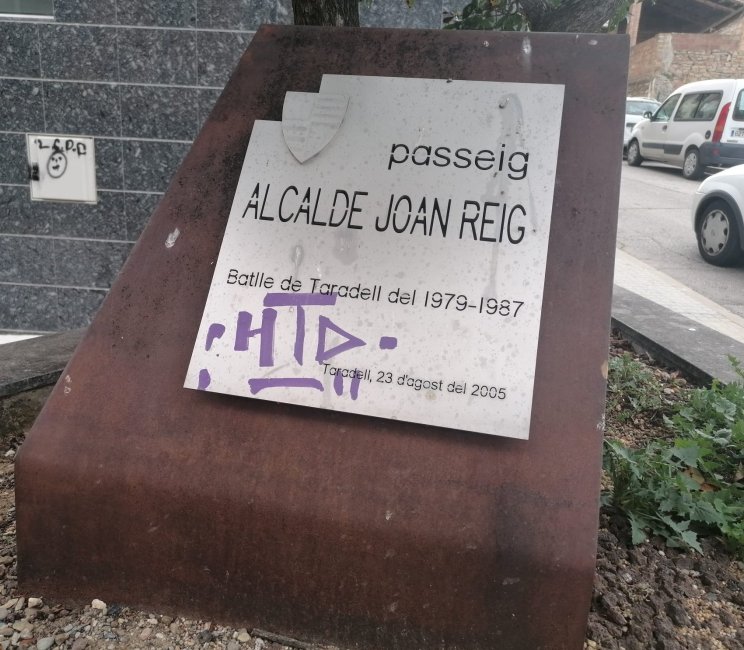 passeig
ALCALDE JOAN REIG
Batlle de Taradell del 1979-1987
Taradell, 23 d'agost del 2005